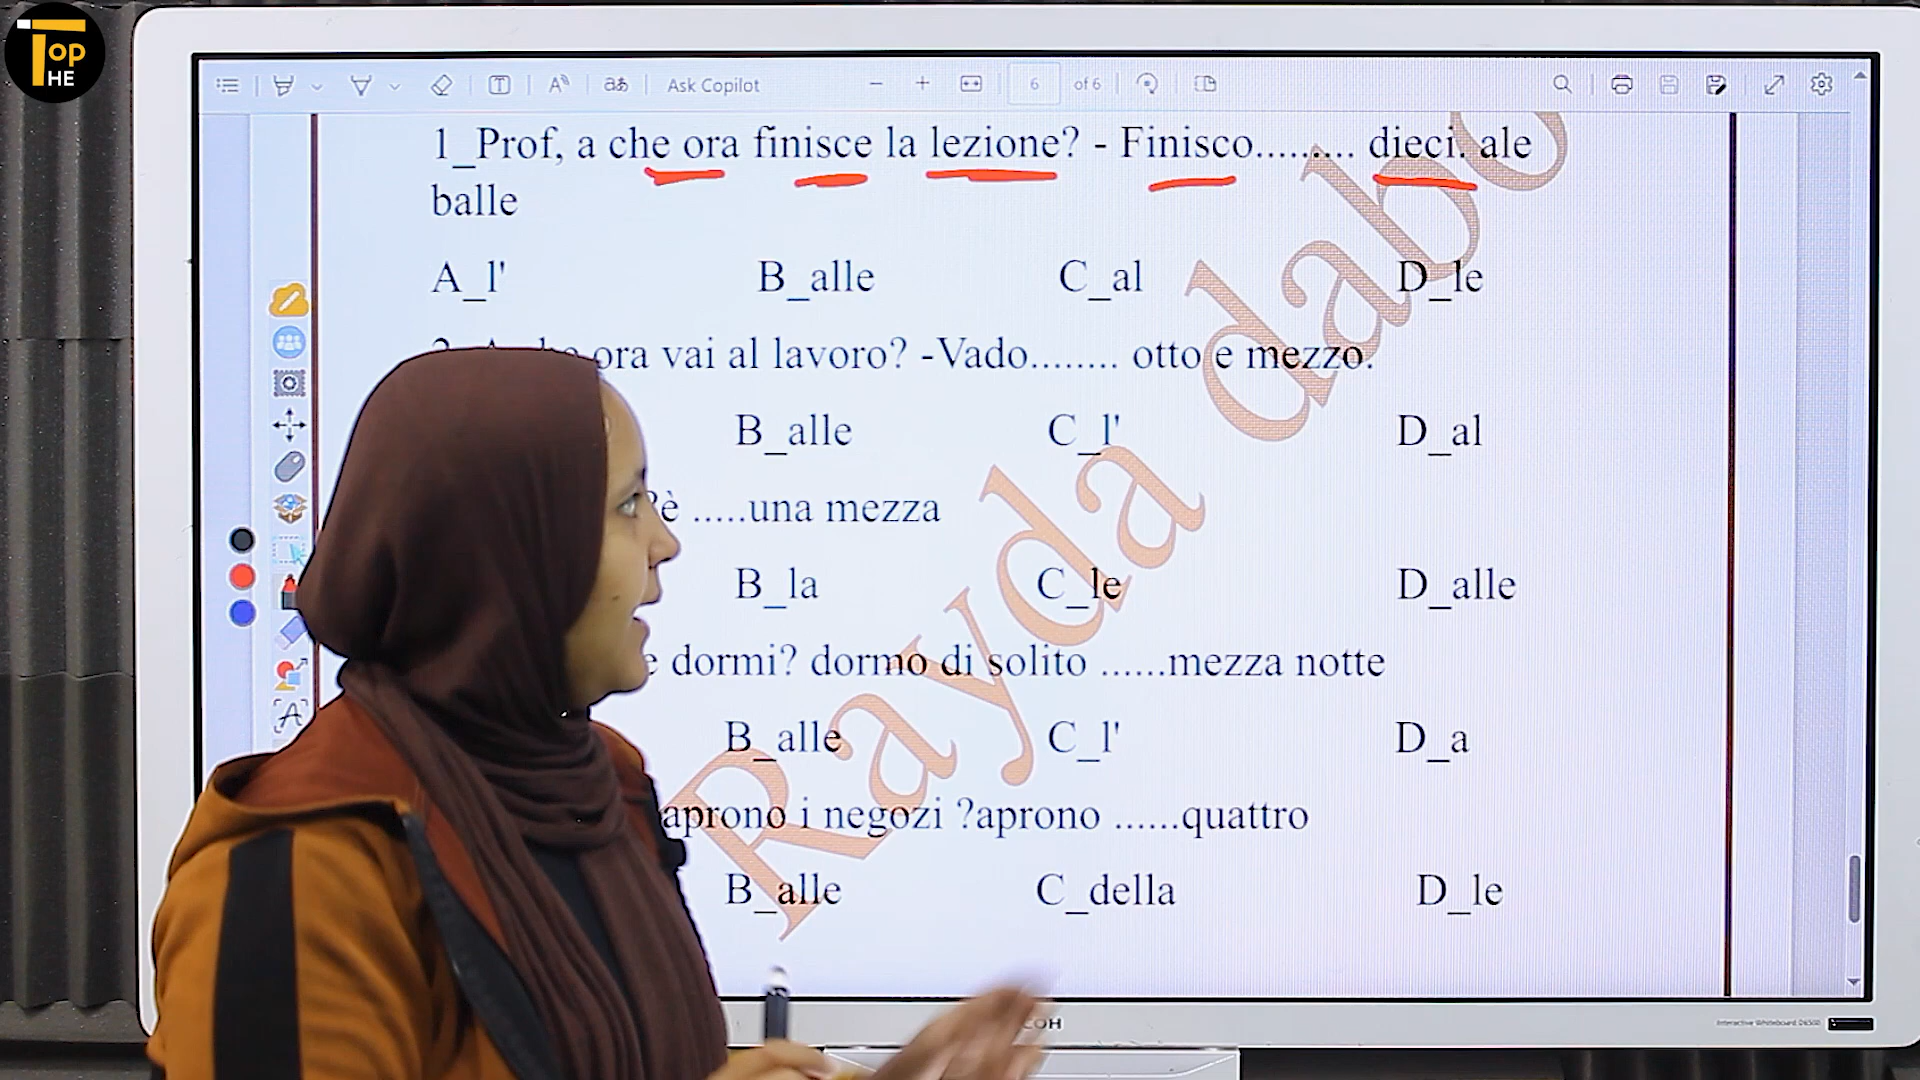 TOP
THE
Ask Copilot
6 of 6
1_Prof, a che ora finisce la lezione? - Finisco......... dieci. ale
balle
A_l' B_alle C_al D_le
ora vai al lavoro? -Vado........ otto e mezzo.
B_alle C_l' D_al
?è .....una mezza
B_la C_le D_alle
e dormi? dormo di solito ......mezza notte
B_alle C_l' D_a
aprono i negozi ?aprono ......quattro
B_alle C_della D_le
Rayda dabo